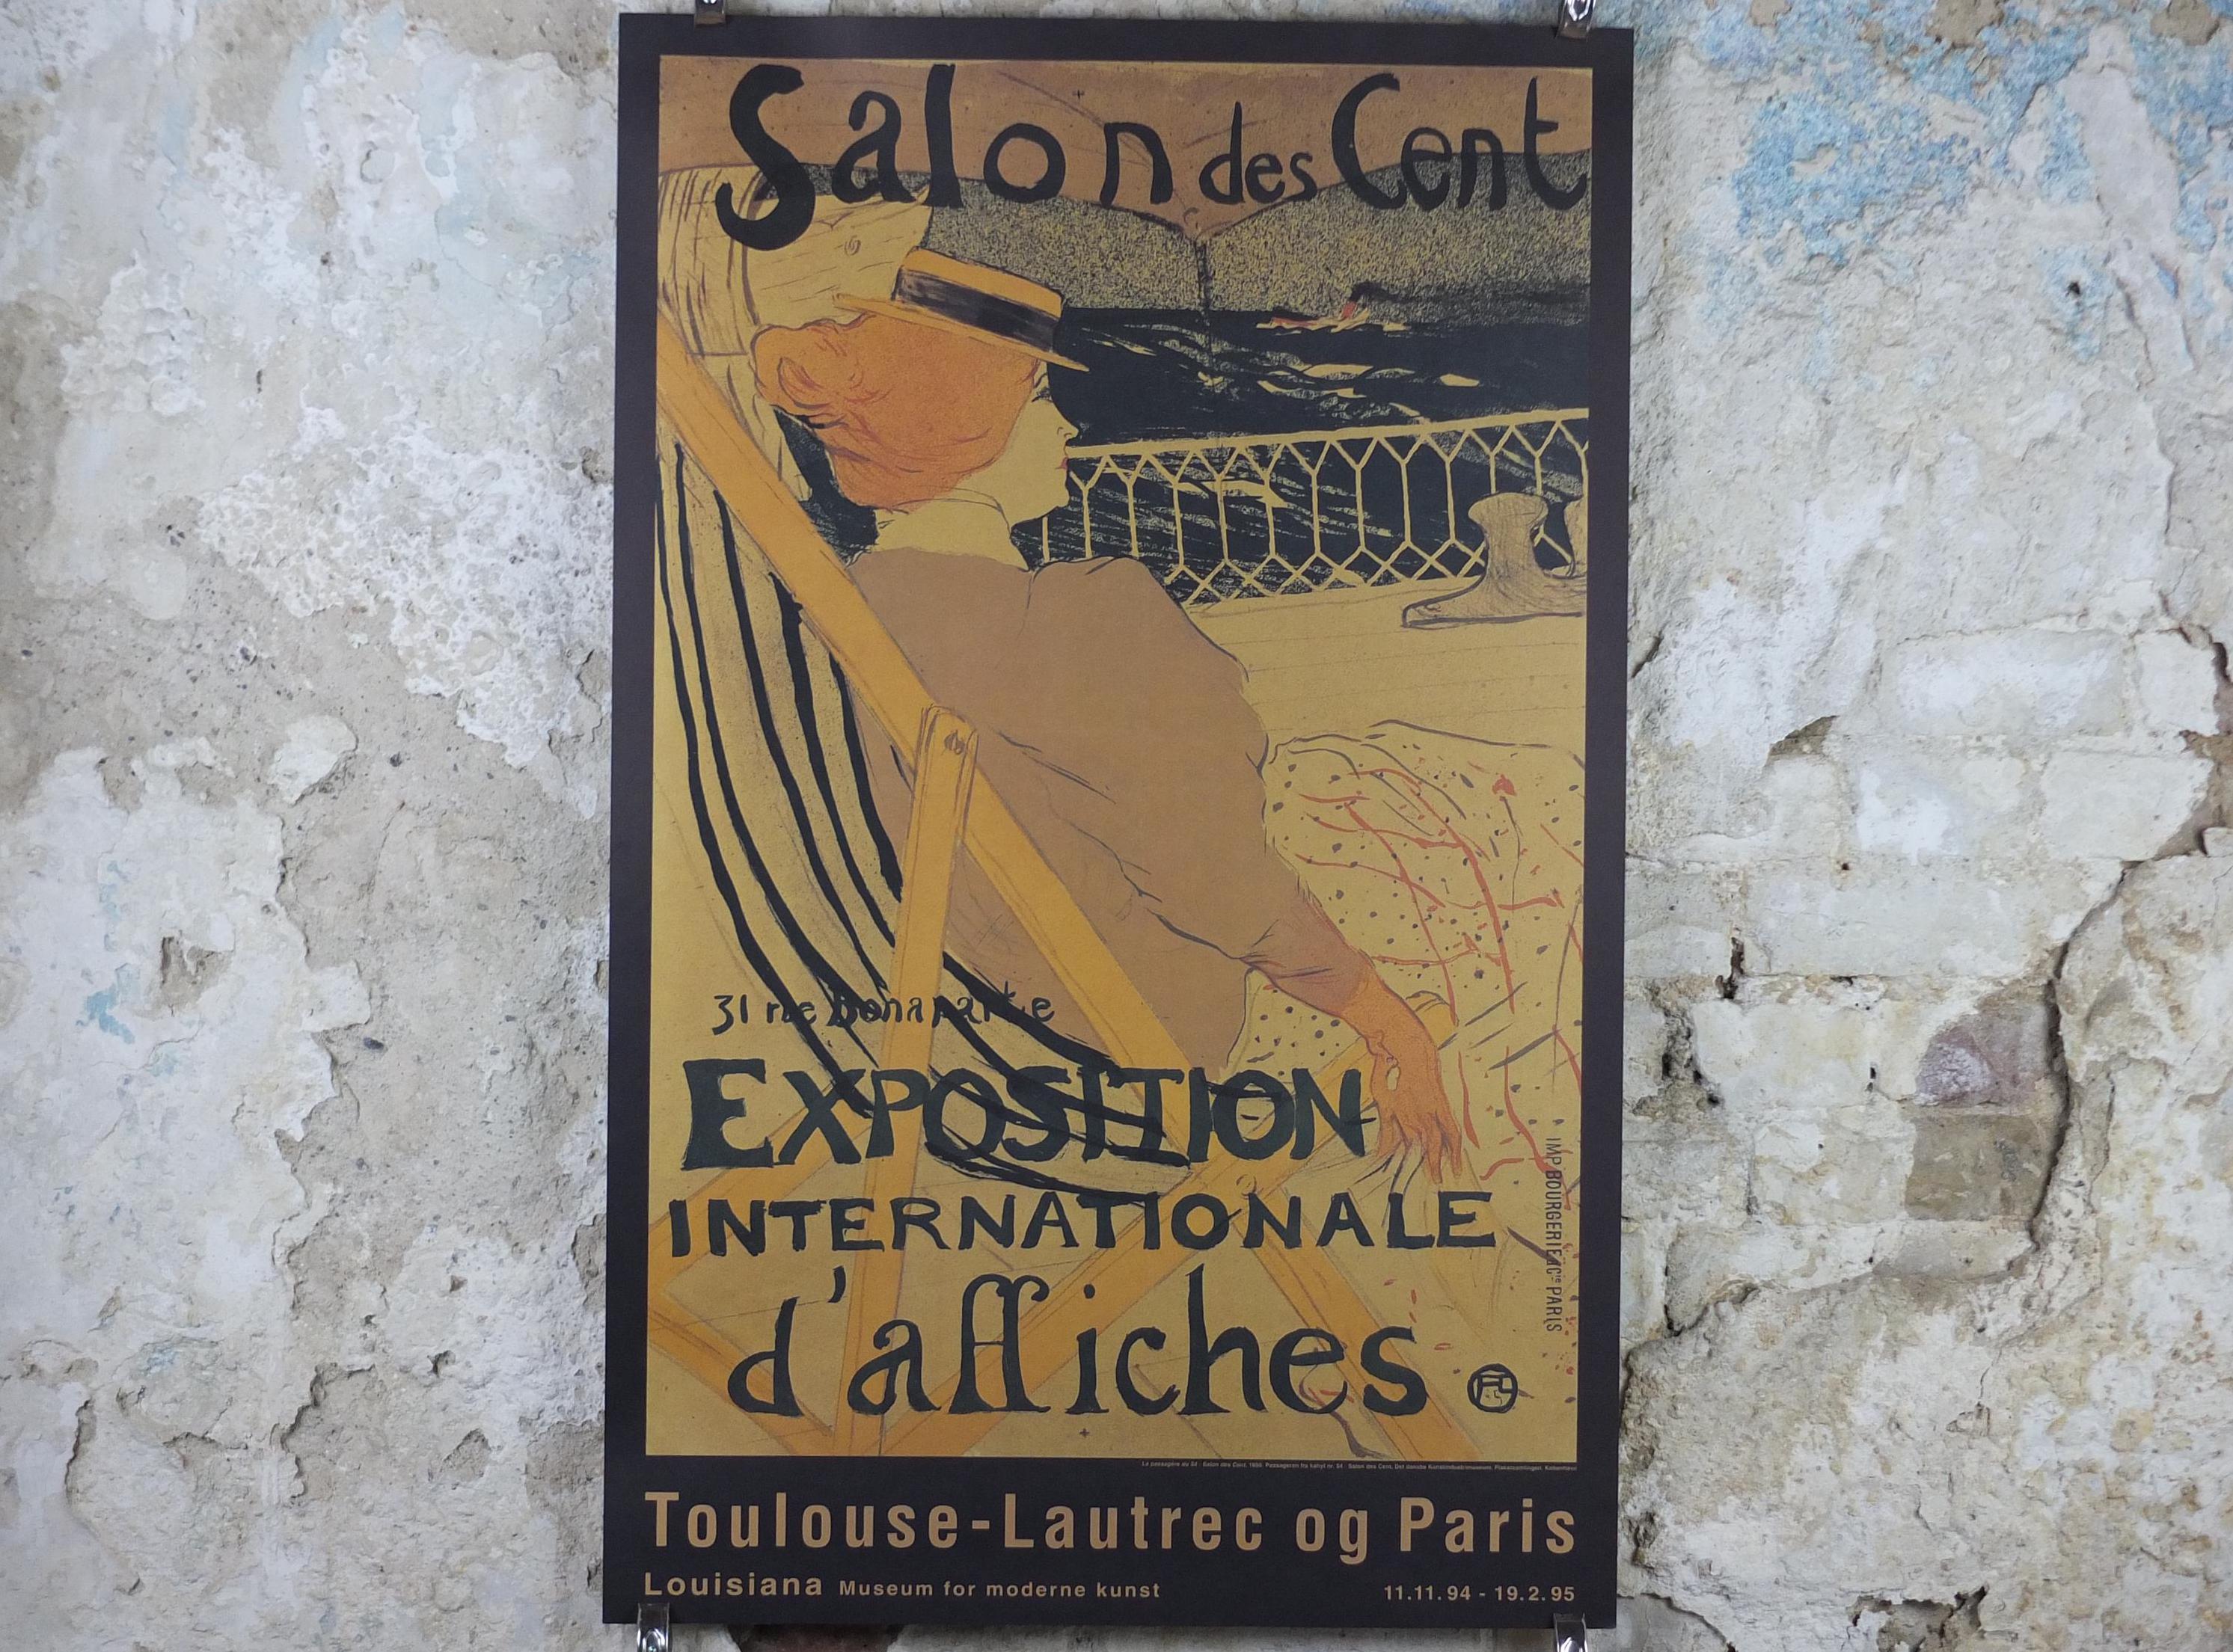 Salon des Cent
31 rue Bonaparte
EXPOSITION
INTERNATIONALE
d'affiches
IMP BOURGERIE & Cie PARIS
Toulouse-Lautrec og Paris
Louisiana Museum for moderne kunst
11.11.94 - 19.2.95